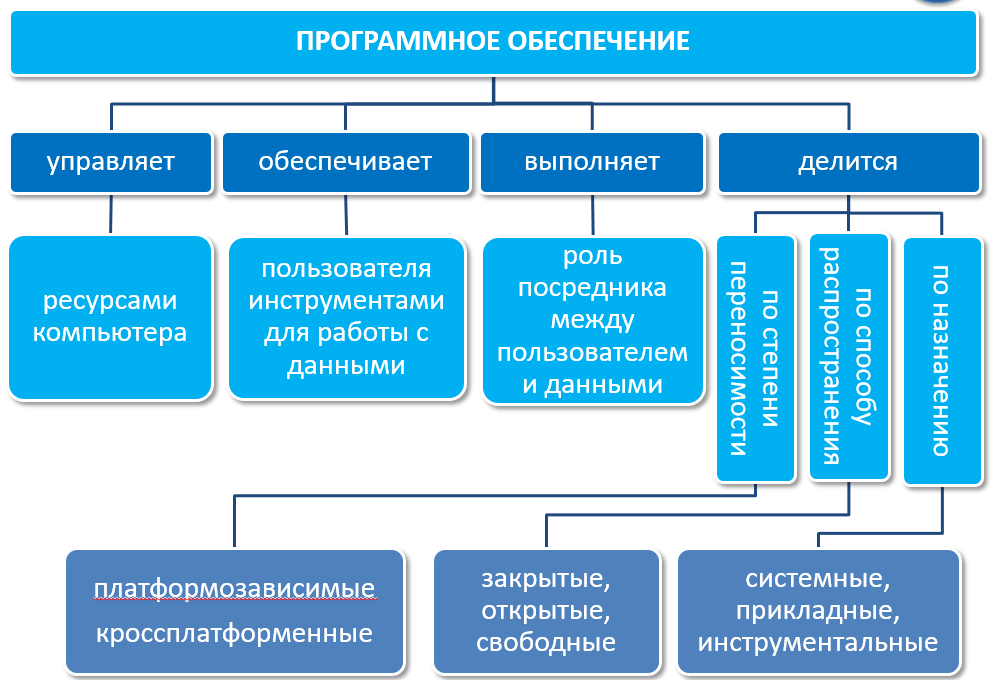 ПРОГРАММНОЕ ОБЕСПЕЧЕНИЕ
управляет
обеспечивает
выполняет
делится
ресурсами
компьютера
пользователя
инструментами
для работы с
данными
роль
посредника
между
пользователем
и данными
по степени
переносимости
по способу
распространения
по назначению
платформозависимые
кроссплатформенные
закрытые,
открытые,
свободные
системные,
прикладные,
инструментальные